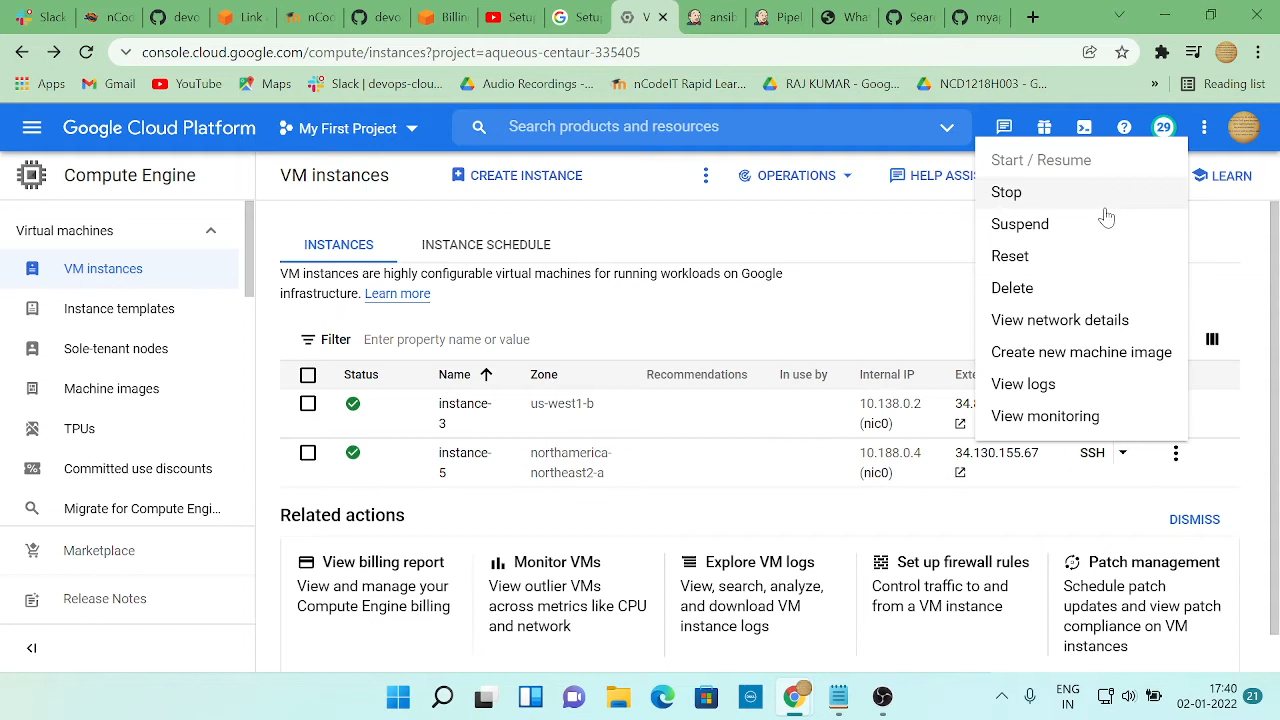 Slack
nCod
devo
Link
nCod
devo
Billin
Setup
Setup
V
ansib
Pipel
What
Searc
myap
console.cloud.google.com/compute/instances?project=aqueous-centaur-335405
Apps
Gmail
YouTube
Maps
Slack | devops-clou...
Audio Recordings -...
nCodeIT Rapid Lear...
RAJ KUMAR - Goog...
NCD1218H003 - G...
»
Reading list
Google Cloud Platform
My First Project
Search products and resources
29
Compute Engine
VM instances
CREATE INSTANCE
OPERATIONS
HELP ASSIS
LEARN
Virtual machines
VM instances
Instance templates
Sole-tenant nodes
Machine images
TPUs
Committed use discounts
Migrate for Compute Engi...
Marketplace
Release Notes
INSTANCES
INSTANCE SCHEDULE
VM instances are highly configurable virtual machines for running workloads on Google
infrastructure. Learn more
Filter Enter property name or value
Status Name Zone Recommendations In use by Internal IP Exte
instance- us-west1-b 10.138.0.2 34.8
3 (nic0)
instance- northamerica- 10.188.0.4 34.130.155.67 SSH
5 northeast2-a (nic0)
Start / Resume
Stop
Suspend
Reset
Delete
View network details
Create new machine image
View logs
View monitoring
Related actions
DISMISS
View billing report
View and manage your
Compute Engine billing
Monitor VMs
View outlier VMs
across metrics like CPU
and network
Explore VM logs
View, search, analyze,
and download VM
instance logs
Set up firewall rules
Control traffic to and
from a VM instance
Patch management
Schedule patch
updates and view patch
compliance on VM
instances
DELL
ENG
IN
17:40
02-01-2022
21